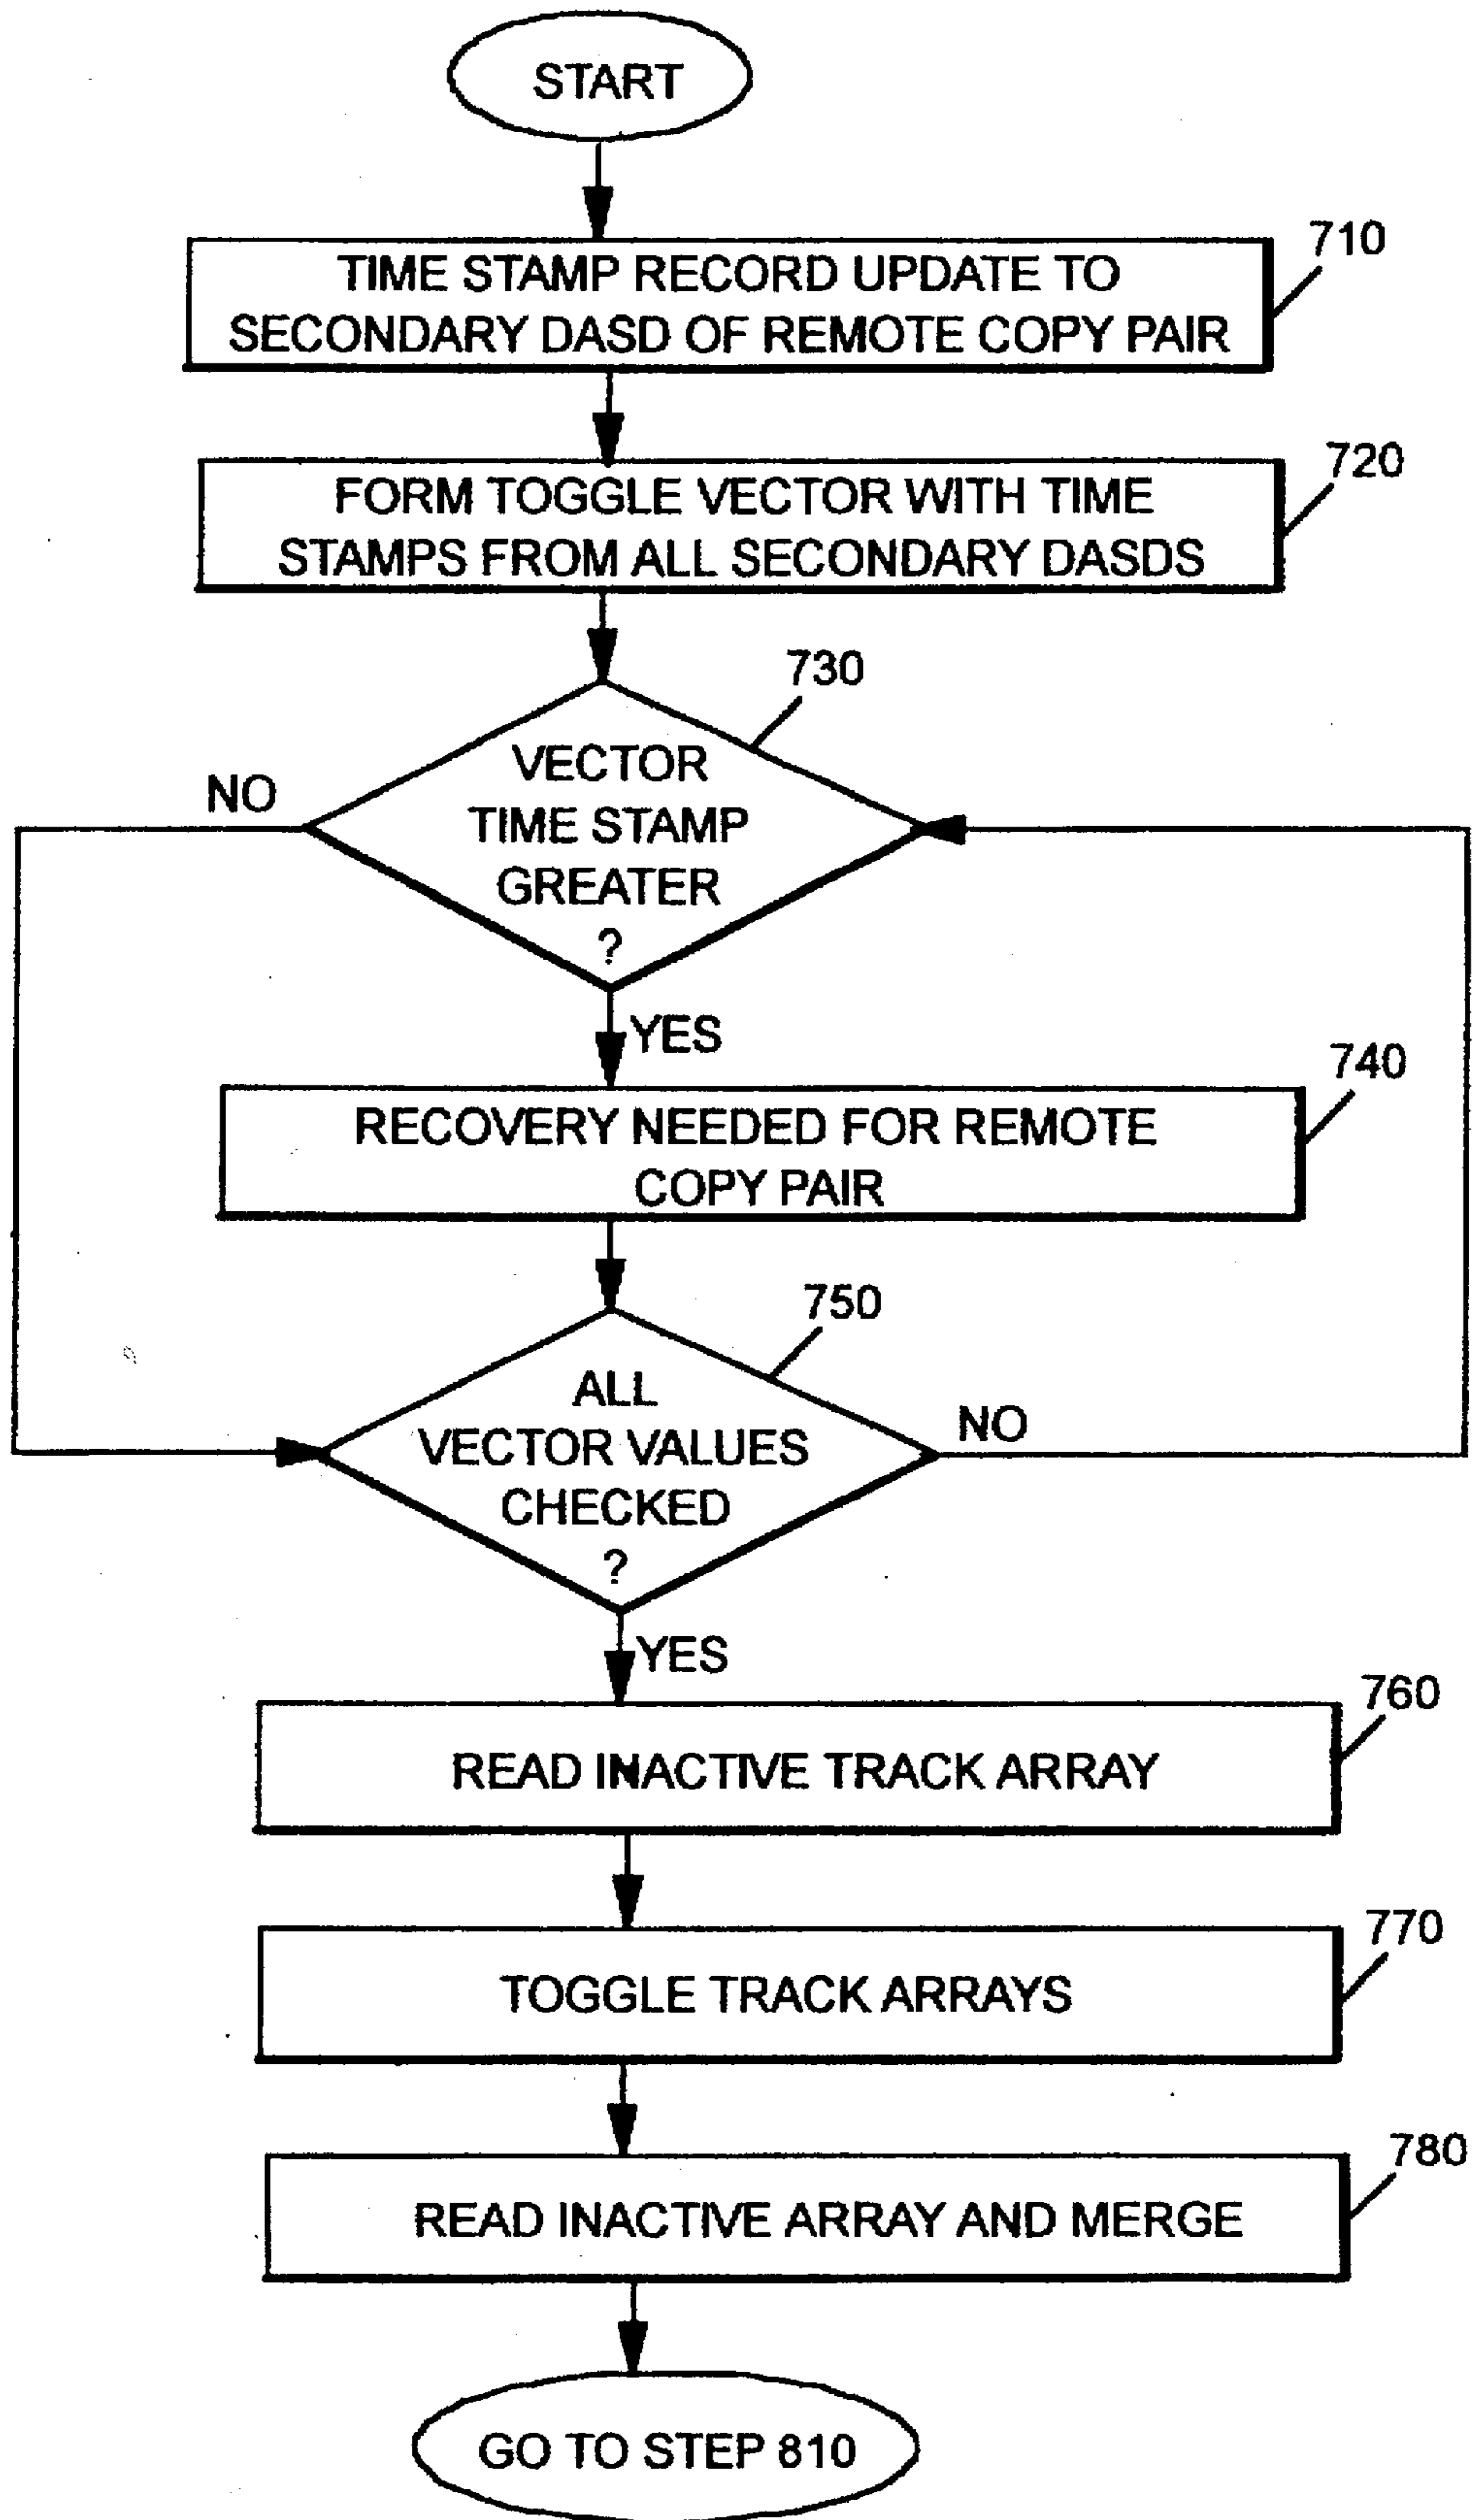 START
710
TIME STAMP RECORD UPDATE TO
SECONDARY DASD OF REMOTE COPY PAIR
720
FORM TOGGLE VECTOR WITH TIME
STAMPS FROM ALL SECONDARY DASDS
730
VECTOR
TIME STAMP
GREATER
?
NO
YES
740
RECOVERY NEEDED FOR REMOTE
COPY PAIR
750
ALL
VECTOR VALUES
CHECKED
?
NO
YES
760
READ INACTIVE TRACK ARRAY
770
TOGGLE TRACK ARRAYS
780
READ INACTIVE ARRAY AND MERGE
GO TO STEP 810